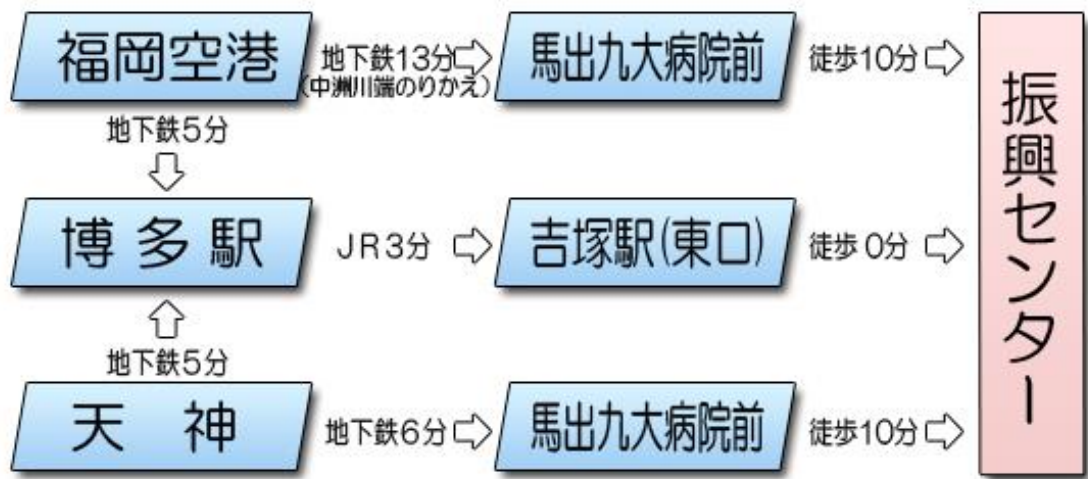 福岡空港
地下鉄13分
(中洲川端のりかえ)
馬出九大病院前
徒歩10分
地下鉄5分
博多駅
JR3分
吉塚駅(東口)
徒歩0分
地下鉄5分
天神
地下鉄6分
馬出九大病院前
徒歩10分
振興センター